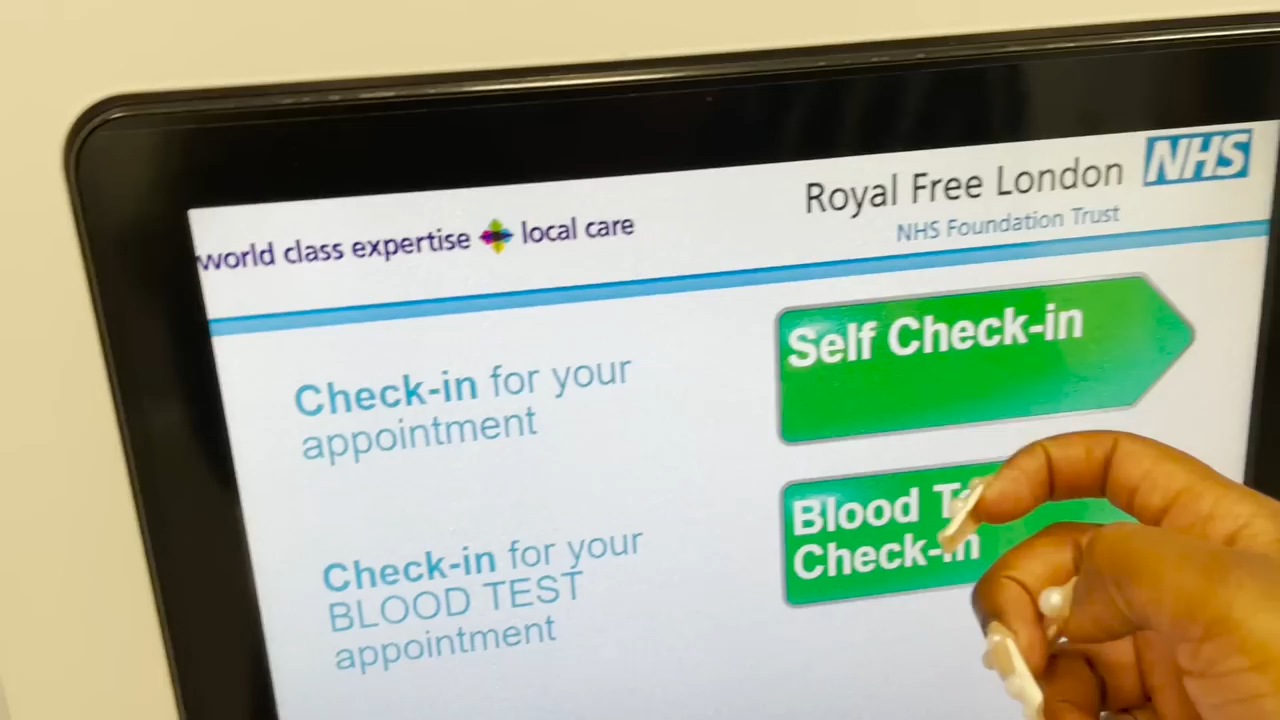 world class expertise local care
Royal Free London NHS
NHS Foundation Trust
Check-in for your
appointment
Self Check-in
Check-in for your
BLOOD TEST
appointment
Blood
Check-in